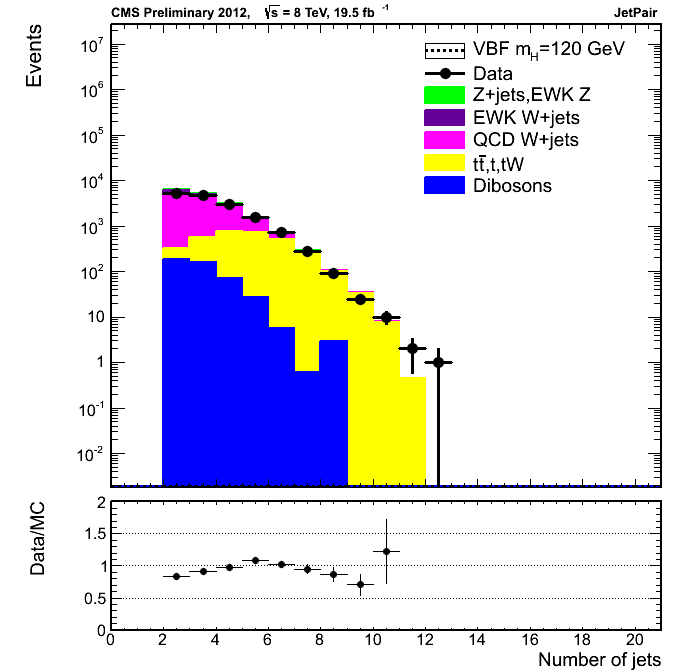 CMS Preliminary 2012, √s = 8 TeV, 19.5 fb⁻¹ JetPair
Events
10⁷
10⁶
10⁵
10⁴
10³
10²
10
1
10⁻¹
10⁻²
VBF m_H=120 GeV
Data
Z+jets,EWK Z
EWK W+jets
QCD W+jets
tt̅,t,tW
Dibosons
Data/MC
2
1.5
1
0.5
0
0 2 4 6 8 10 12 14 16 18 20
Number of jets